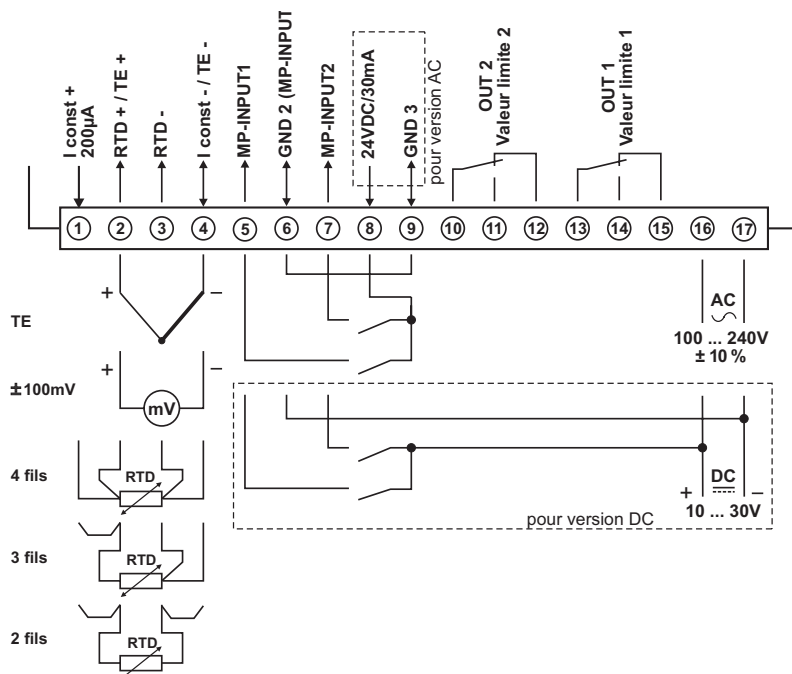 I const +
200µA
RTD + / TE +
RTD -
I const - / TE -
MP-INPUT1
GND 2 (MP-INPUT
MP-INPUT2
24VDC/30mA
GND 3
pour version AC
OUT 2
Valeur limite 2
OUT 1
Valeur limite 1
1 2 3 4 5 6 7 8 9 10 11 12 13 14 15 16 17
TE
+ −
AC
100 ... 240V
± 10 %
±100mV
+ −
mV
4 fils
RTD
+ DC −
10 ... 30V
pour version DC
3 fils
RTD
2 fils
RTD